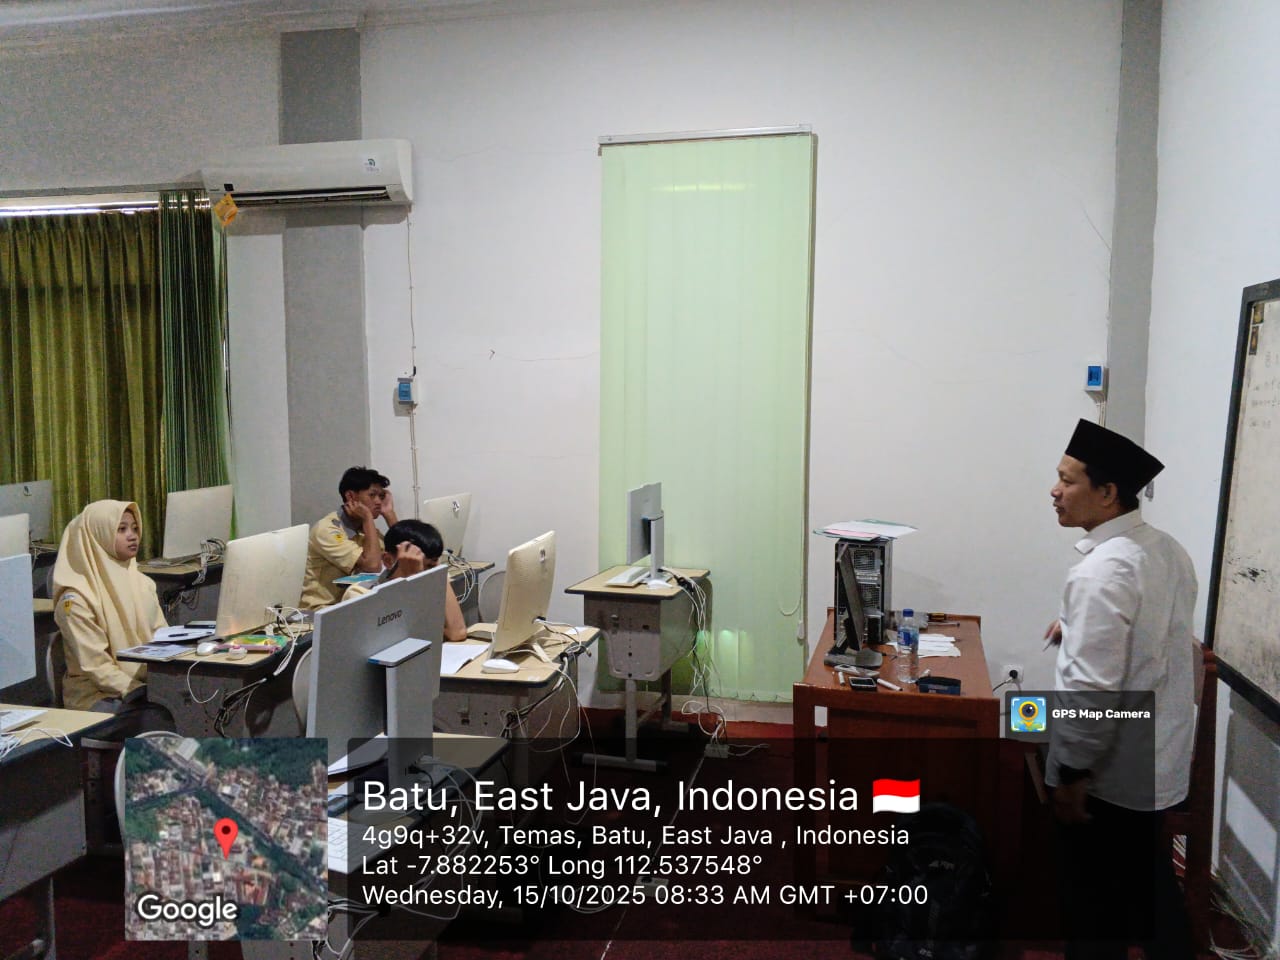 Lenovo
GPS Map Camera
Batu, East Java, Indonesia 🇮🇩
4g9q+32v, Temas, Batu, East Java , Indonesia
Lat -7.882253° Long 112.537548°
Wednesday, 15/10/2025 08:33 AM GMT +07:00
Google